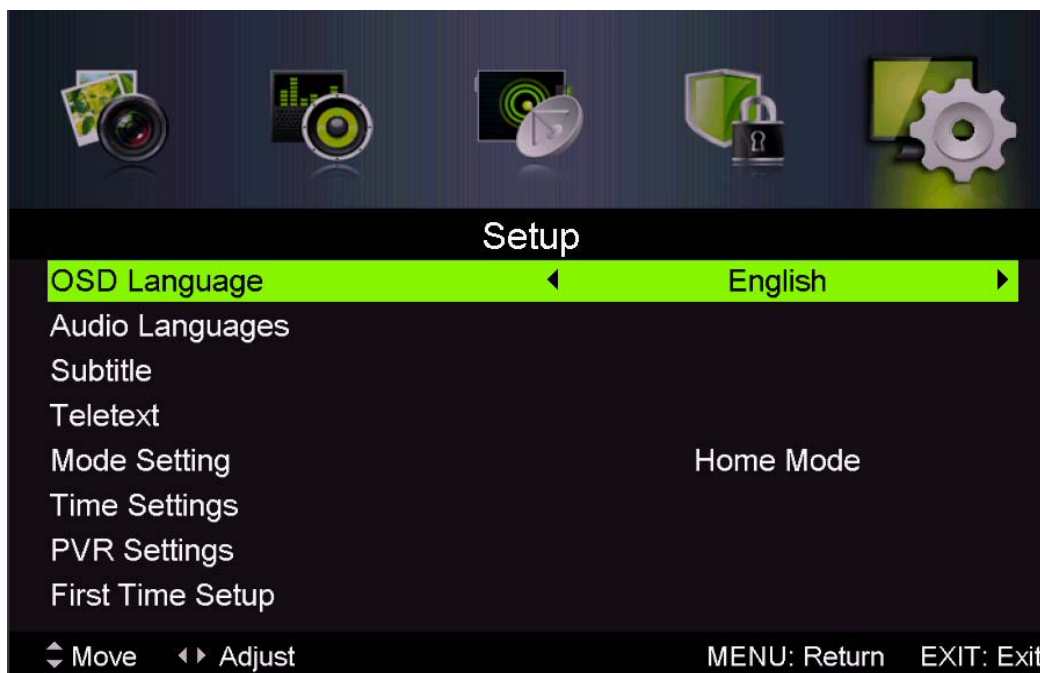 Setup
OSD Language English
Audio Languages
Subtitle
Teletext
Mode Setting Home Mode
Time Settings
PVR Settings
First Time Setup
Move Adjust MENU: Return EXIT: Exit